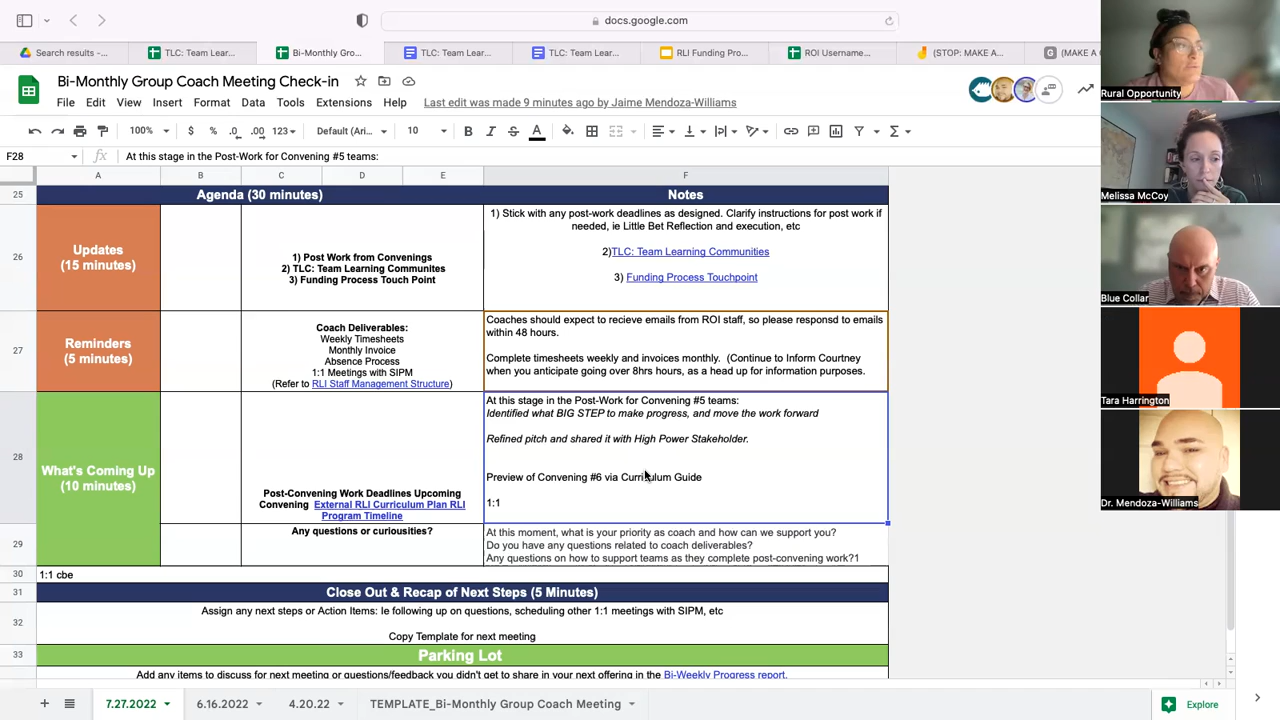 docs.google.com
Search results -...
TLC: Team Lear...
Bi-Monthly Gro...
TLC: Team Lear...
TLC: Team Lear...
RLI Funding Pro...
ROI Username...
(STOP: MAKE A...
(MAKE A C
Bi-Monthly Group Coach Meeting Check-in
File Edit View Insert Format Data Tools Extensions Help Last edit was made 9 minutes ago by Jaime Mendoza-Williams
100% $ % .0 .00 123 Default (Ari... 10 B I S A
F28 fx At this stage in the Post-Work for Convening #5 teams:
A B C D E F
25 Agenda (30 minutes) Notes
26
Updates
(15 minutes)
1) Post Work from Convenings
2) TLC: Team Learning Communites
3) Funding Process Touch Point
1) Stick with any post-work deadlines as designed. Clarify instructions for post work if
needed, ie Little Bet Reflection and execution, etc
2)TLC: Team Learning Communities
3) Funding Process Touchpoint
27
Reminders
(5 minutes)
Coach Deliverables:
Weekly Timesheets
Monthly Invoice
Absence Process
1:1 Meetings with SIPM
(Refer to RLI Staff Management Structure)
Coaches should expect to recieve emails from ROI staff, so please responsd to emails
within 48 hours.
Complete timesheets weekly and invoices monthly. (Continue to Inform Courtney
when you anticipate going over 8hrs hours, as a head up for information purposes.
28
What's Coming Up
(10 minutes)
Post-Convening Work Deadlines Upcoming
Convening External RLI Curriculum Plan RLI
Program Timeline
At this stage in the Post-Work for Convening #5 teams:
Identified what BIG STEP to make progress, and move the work forward
Refined pitch and shared it with High Power Stakeholder.
Preview of Convening #6 via Curriculum Guide
1:1
29
Any questions or curiousities?
At this moment, what is your priority as coach and how can we support you?
Do you have any questions related to coach deliverables?
Any questions on how to support teams as they complete post-convening work?1
30 1:1 cbe
31 Close Out & Recap of Next Steps (5 Minutes)
32
Assign any next steps or Action Items: Ie following up on questions, scheduling other 1:1 meetings with SIPM, etc
Copy Template for next meeting
33 Parking Lot
Add any items to discuss for next meeting or questions/feedback you didn't get to share in your next offering in the Bi-Weekly Progress report.
7.27.2022 6.16.2022 4.20.22 TEMPLATE_Bi-Monthly Group Coach Meeting Explore
Rural Opportunity
Melissa McCoy
Blue Collar
Tara Harrington
Dr. Mendoza-Williams